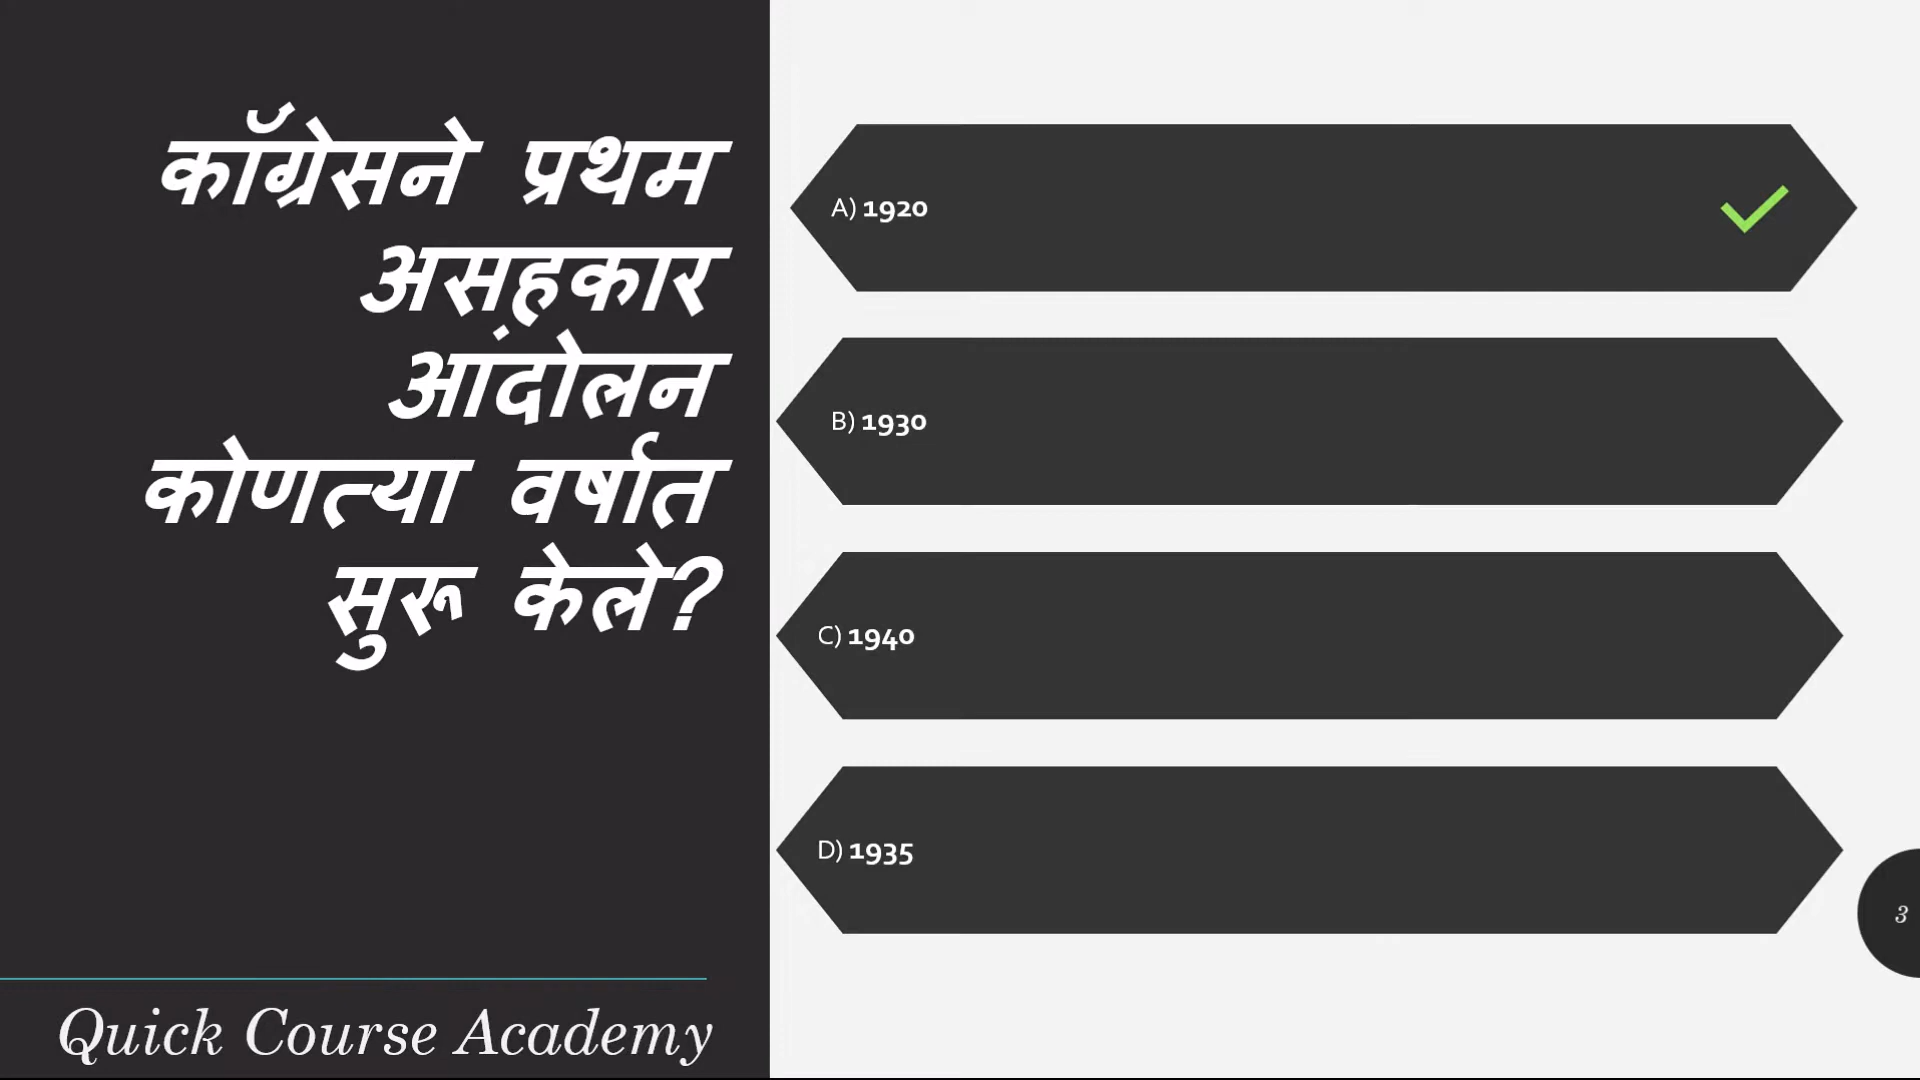 कॉग्रेसने प्रथम
असहकार
आंदोलन
कोणत्या वर्षात
सुरू केले?
A) 1920
B) 1930
C) 1940
D) 1935
3
Quick Course Academy